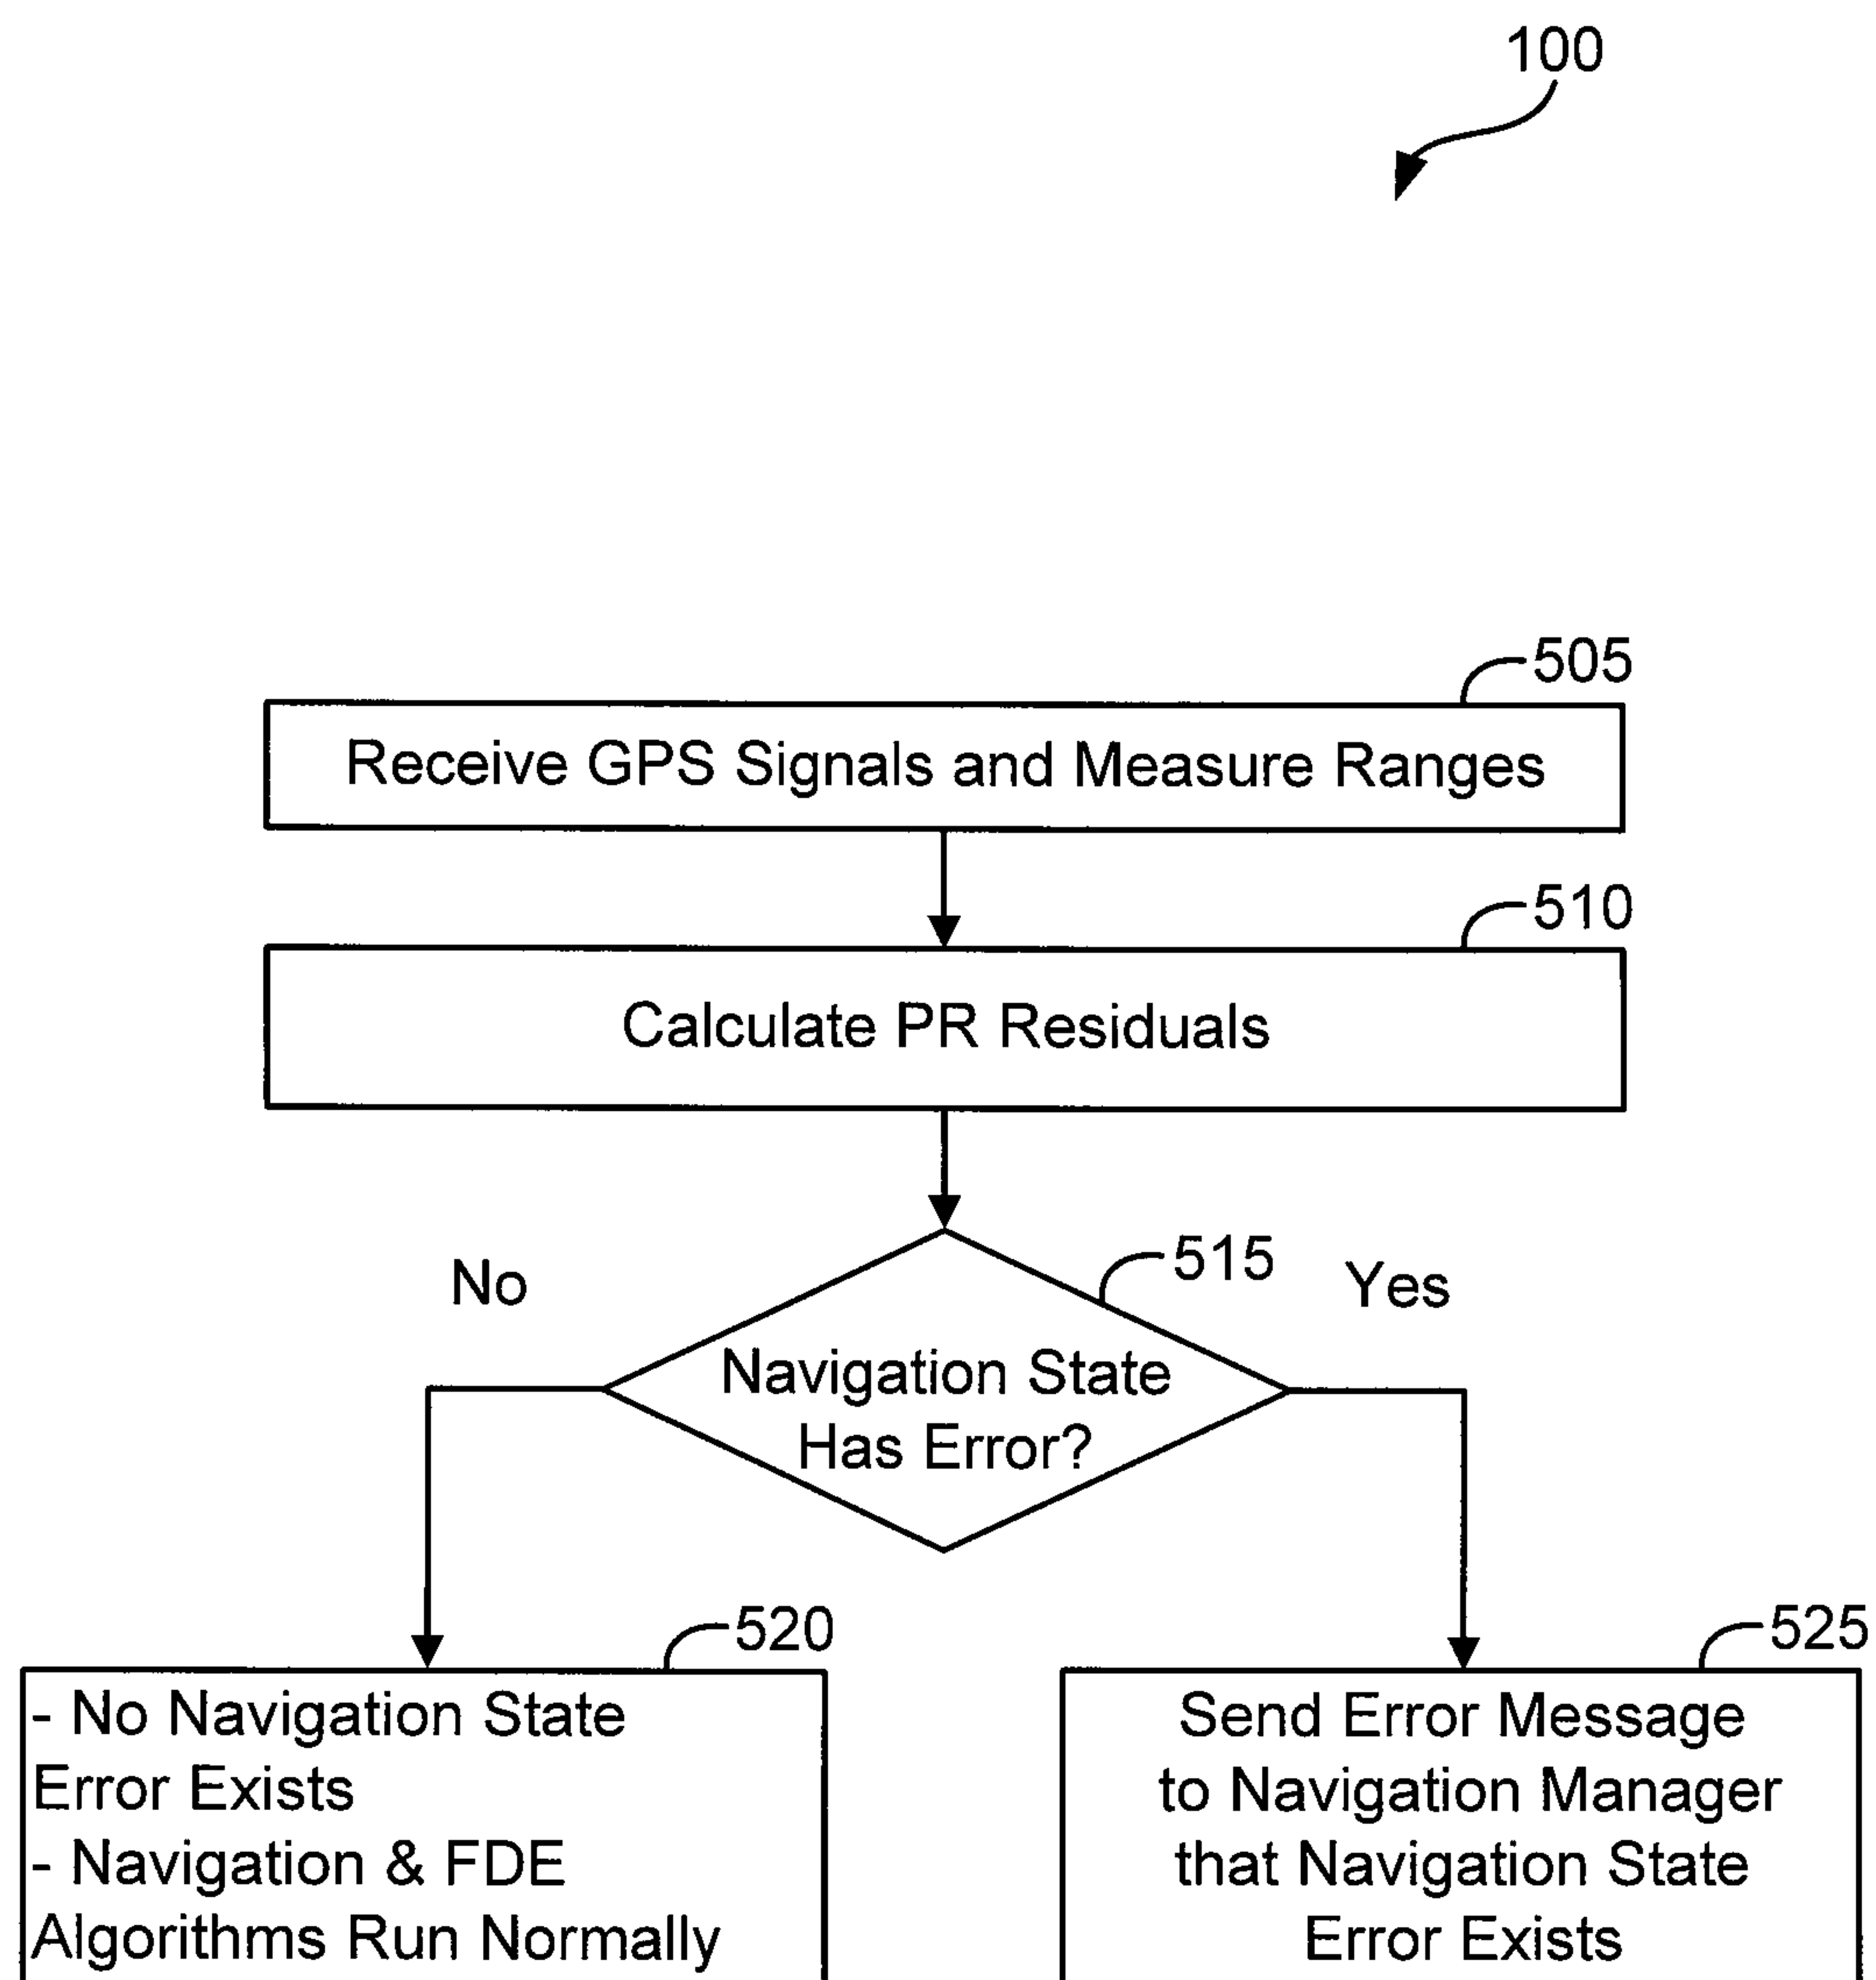 100
505
Receive GPS Signals and Measure Ranges
510
Calculate PR Residuals
515
No
Yes
Navigation State
Has Error?
520
- No Navigation State
Error Exists
- Navigation & FDE
Algorithms Run Normally
525
Send Error Message
to Navigation Manager
that Navigation State
Error Exists